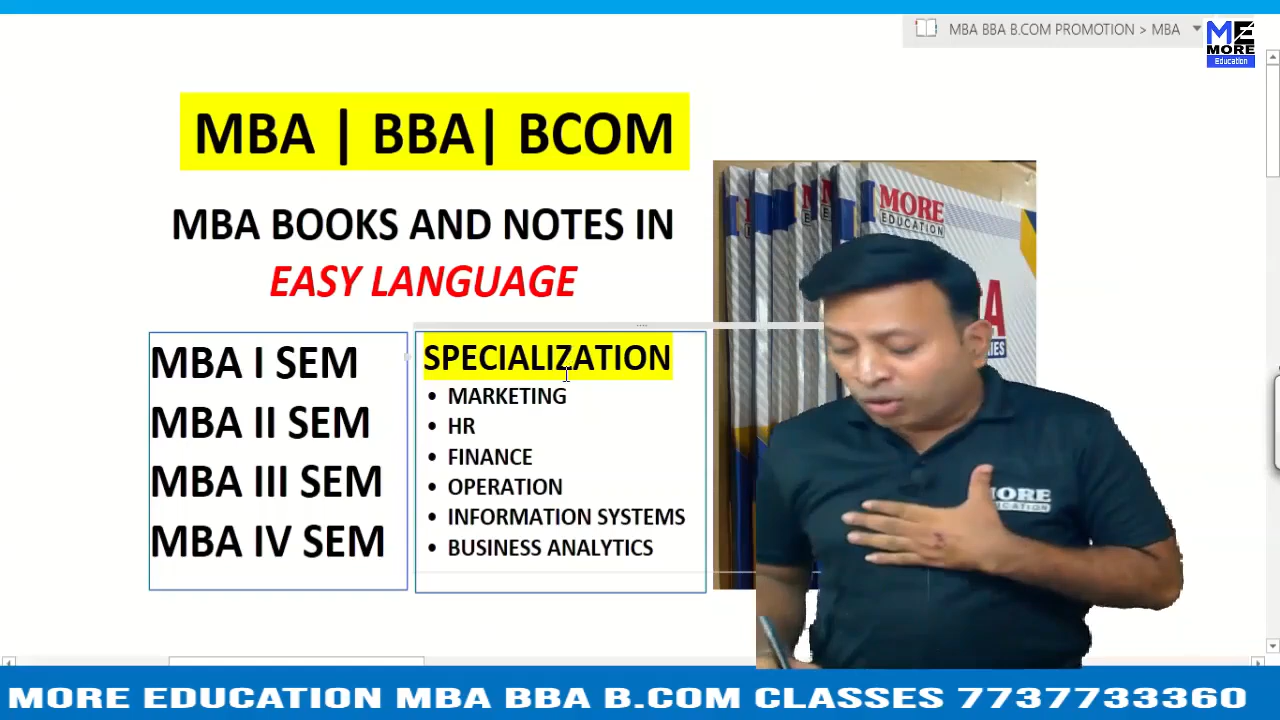 MBA BBA B.COM PROMOTION > MBA
ME
MORE
Education
MBA | BBA| BCOM
MBA BOOKS AND NOTES IN
EASY LANGUAGE
MBA I SEM
MBA II SEM
MBA III SEM
MBA IV SEM
SPECIALIZATION
• MARKETING
• HR
• FINANCE
• OPERATION
• INFORMATION SYSTEMS
• BUSINESS ANALYTICS
MORE
EDUCATION
MORE
MORE EDUCATION MBA BBA B.COM CLASSES 7737733360